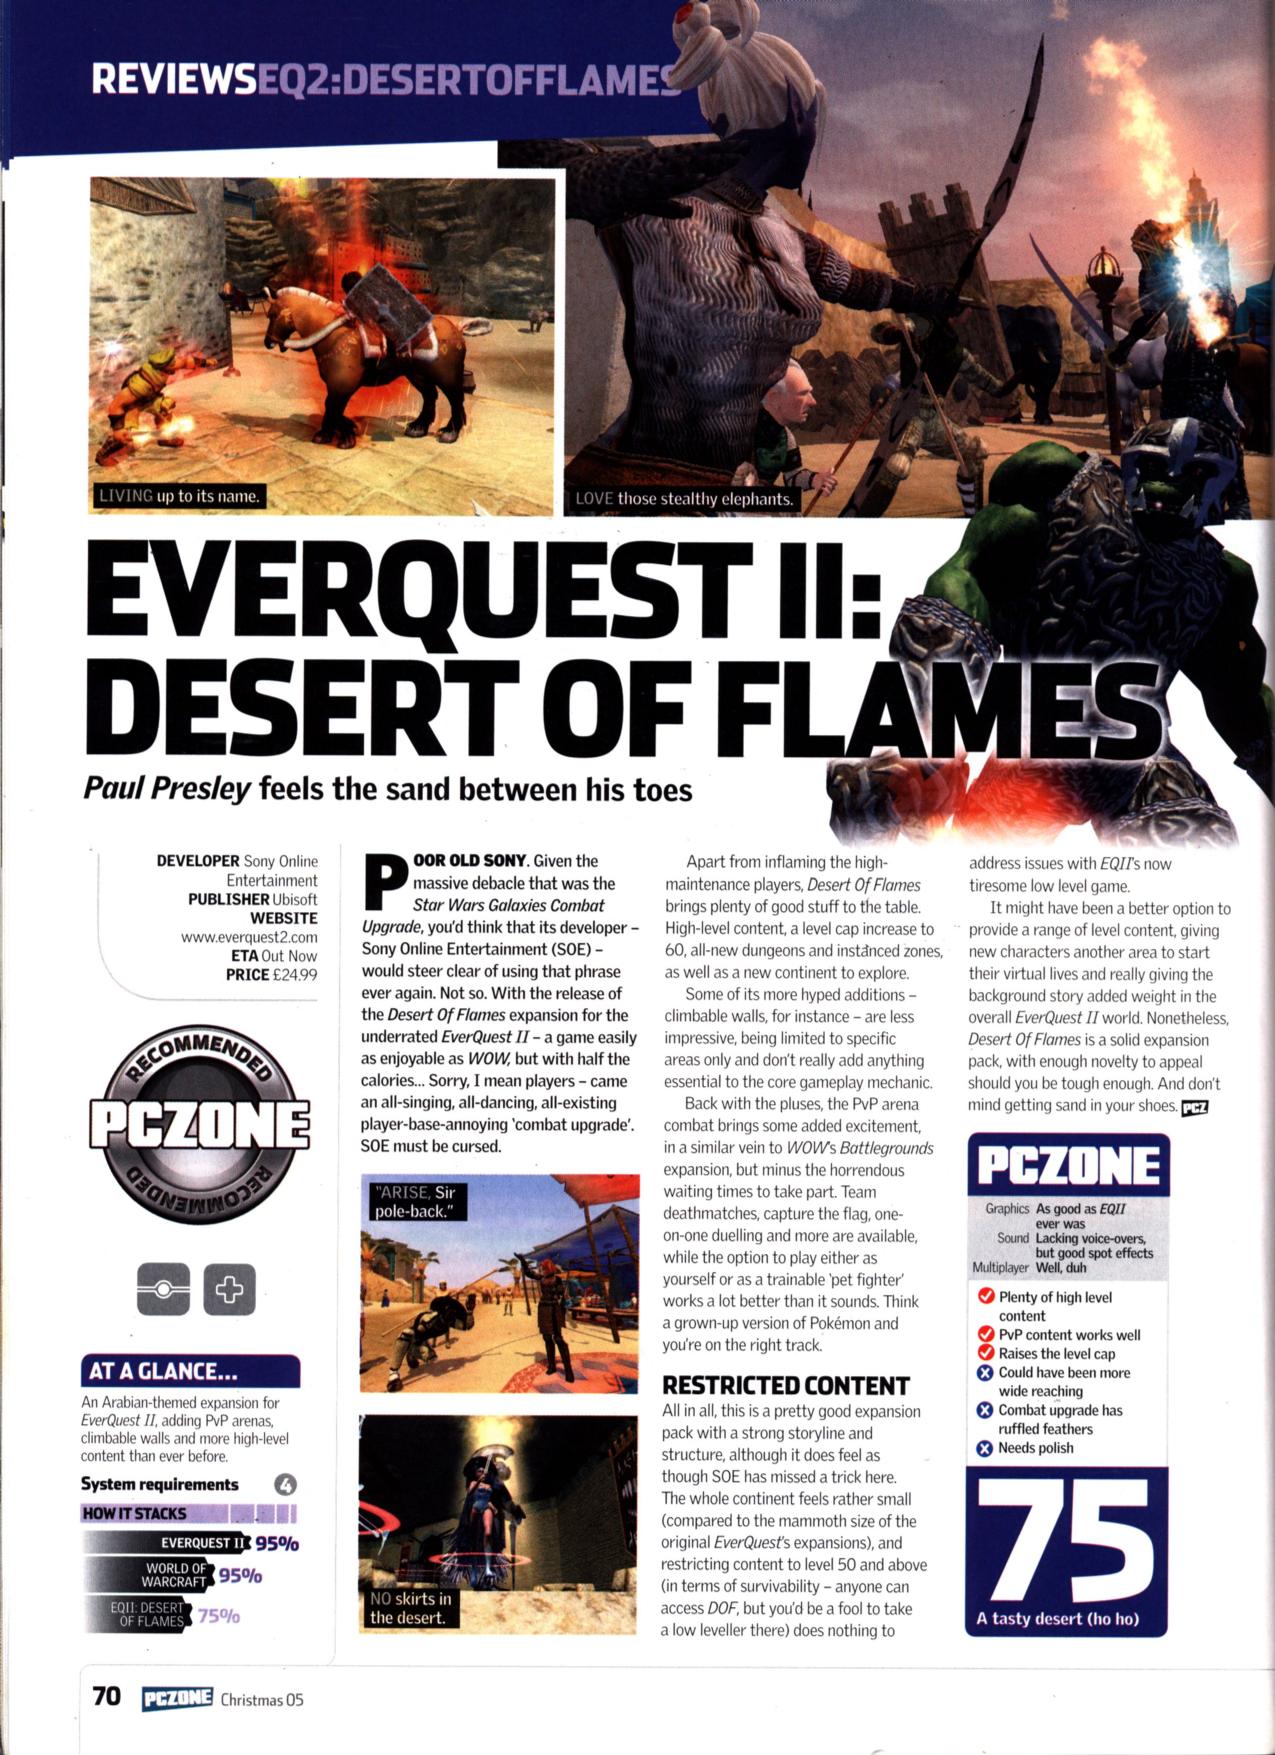 REVIEWSEQ2:DESERTOFFLAMES
LIVING up to its name.
LOVE those stealthy elephants.
EVERQUEST II:
DESERT OF FLAMES
Paul Presley feels the sand between his toes
DEVELOPER Sony Online
Entertainment
PUBLISHER Ubisoft
WEBSITE
www.everquest2.com
ETA Out Now
PRICE £24.99
RECOMMENDED
PCZONE
RECOMMENDED
AT A GLANCE...
An Arabian-themed expansion for
EverQuest II, adding PvP arenas,
climbable walls and more high-level
content than ever before.
System requirements 4
HOW IT STACKS
EVERQUEST II 95%
WORLD OF
WARCRAFT 95%
EQII: DESERT
OF FLAMES 75%
POOR OLD SONY. Given the
massive debacle that was the
Star Wars Galaxies Combat
Upgrade, you'd think that its developer –
Sony Online Entertainment (SOE) –
would steer clear of using that phrase
ever again. Not so. With the release of
the Desert Of Flames expansion for the
underrated EverQuest II – a game easily
as enjoyable as WOW, but with half the
calories... Sorry, I mean players – came
an all-singing, all-dancing, all-existing
player-base-annoying 'combat upgrade'.
SOE must be cursed.
"ARISE, Sir
pole-back."
NO skirts in
the desert.
Apart from inflaming the high-
maintenance players, Desert Of Flames
brings plenty of good stuff to the table.
High-level content, a level cap increase to
60, all-new dungeons and instanced zones,
as well as a new continent to explore.
Some of its more hyped additions –
climbable walls, for instance – are less
impressive, being limited to specific
areas only and don't really add anything
essential to the core gameplay mechanic.
Back with the pluses, the PvP arena
combat brings some added excitement,
in a similar vein to WOW's Battlegrounds
expansion, but minus the horrendous
waiting times to take part. Team
deathmatches, capture the flag, one-
on-one duelling and more are available,
while the option to play either as
yourself or as a trainable 'pet fighter'
works a lot better than it sounds. Think
a grown-up version of Pokémon and
you're on the right track.
RESTRICTED CONTENT
All in all, this is a pretty good expansion
pack with a strong storyline and
structure, although it does feel as
though SOE has missed a trick here.
The whole continent feels rather small
(compared to the mammoth size of the
original EverQuest's expansions), and
restricting content to level 50 and above
(in terms of survivability – anyone can
access DOF, but you'd be a fool to take
a low leveller there) does nothing to
address issues with EQII's now
tiresome low level game.
It might have been a better option to
provide a range of level content, giving
new characters another area to start
their virtual lives and really giving the
background story added weight in the
overall EverQuest II world. Nonetheless,
Desert Of Flames is a solid expansion
pack, with enough novelty to appeal
should you be tough enough. And don't
mind getting sand in your shoes. PCZ
PCZONE
Graphics As good as EQII
ever was
Sound Lacking voice-overs,
but good spot effects
Multiplayer Well, duh
Plenty of high level
content
PvP content works well
Raises the level cap
Could have been more
wide reaching
Combat upgrade has
ruffled feathers
Needs polish
75
A tasty desert (ho ho)
70 PCZONE Christmas 05